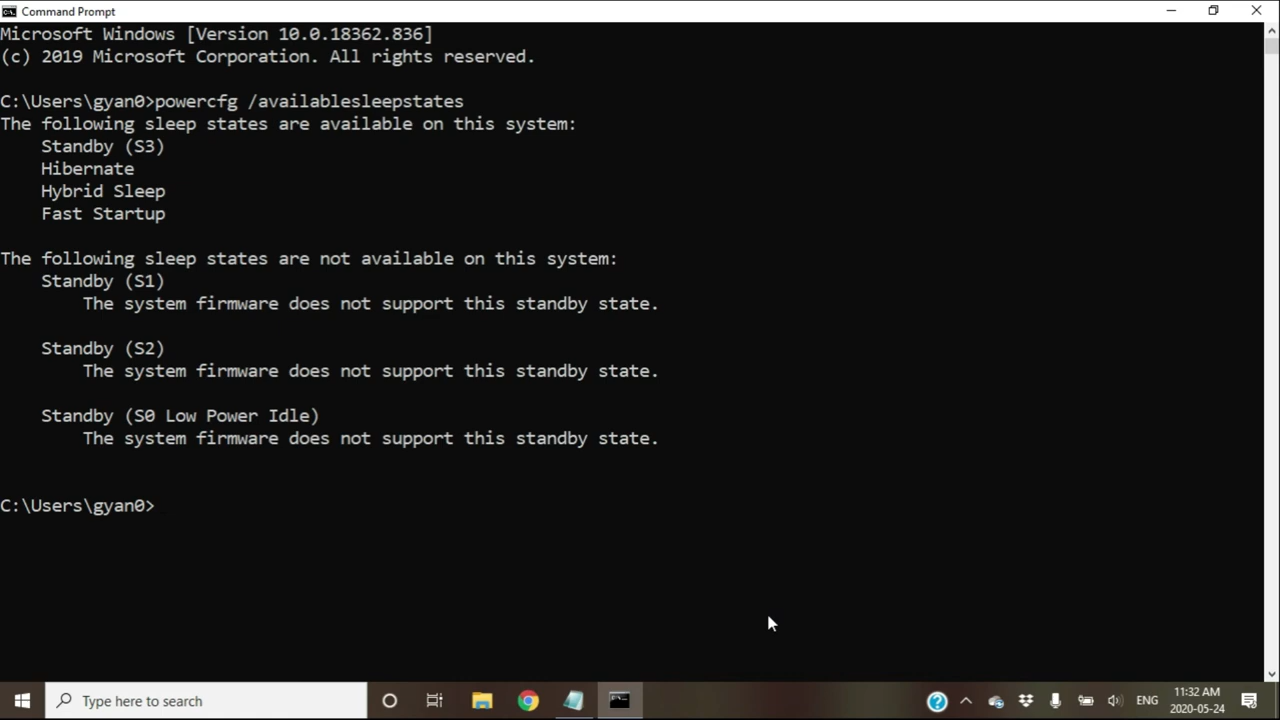 Command Prompt
Microsoft Windows [Version 10.0.18362.836]
(c) 2019 Microsoft Corporation. All rights reserved.
C:\Users\gyan0>powercfg /availablesleepstates
The following sleep states are available on this system:
Standby (S3)
Hibernate
Hybrid Sleep
Fast Startup
The following sleep states are not available on this system:
Standby (S1)
The system firmware does not support this standby state.
Standby (S2)
The system firmware does not support this standby state.
Standby (S0 Low Power Idle)
The system firmware does not support this standby state.
C:\Users\gyan0>
Type here to search
ENG
11:32 AM
2020-05-24